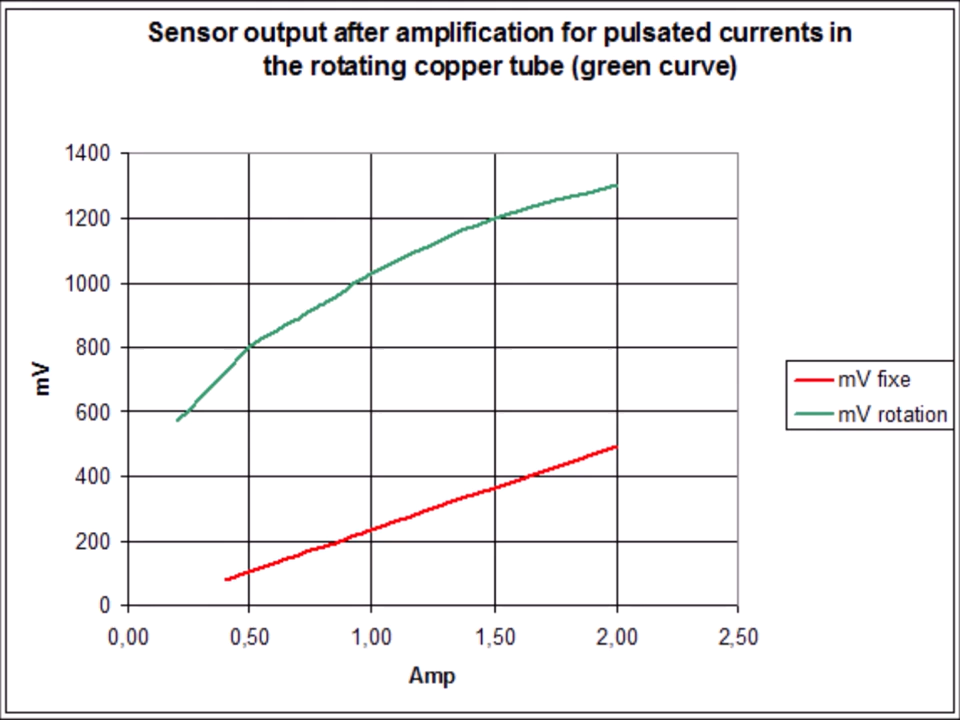 Sensor output after amplification for pulsated currents in
the rotating copper tube (green curve)
1400
1200
1000
800
600
400
200
0
mV
0,00 0,50 1,00 1,50 2,00 2,50
Amp
mV fixe
mV rotation